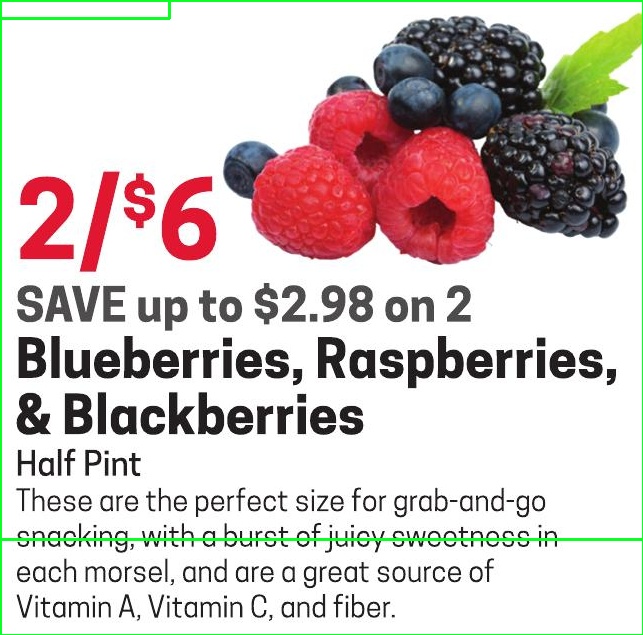 2/$6
SAVE up to $2.98 on 2
Blueberries, Raspberries,
& Blackberries
Half Pint
These are the perfect size for grab-and-go
snacking, with a burst of juicy sweetness in
each morsel, and are a great source of
Vitamin A, Vitamin C, and fiber.